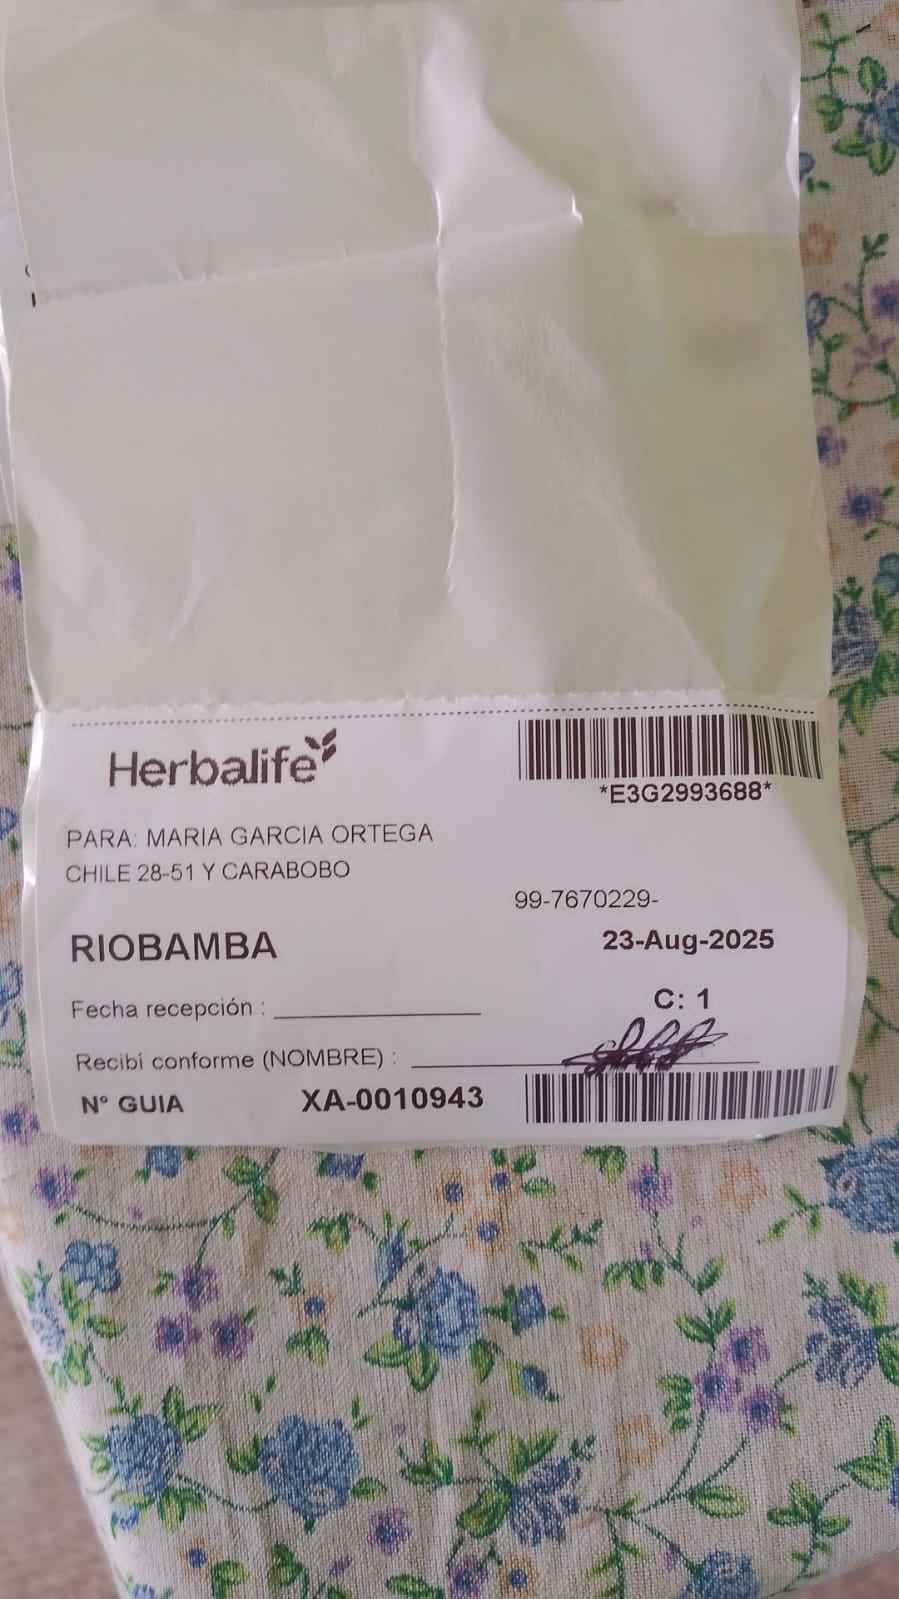 Herbalife
*E3G2993688*
PARA: MARIA GARCIA ORTEGA
CHILE 28-51 Y CARABOBO
99-7670229-
RIOBAMBA
23-Aug-2025
Fecha recepción :
C: 1
Recibí conforme (NOMBRE) :
N° GUIA XA-0010943